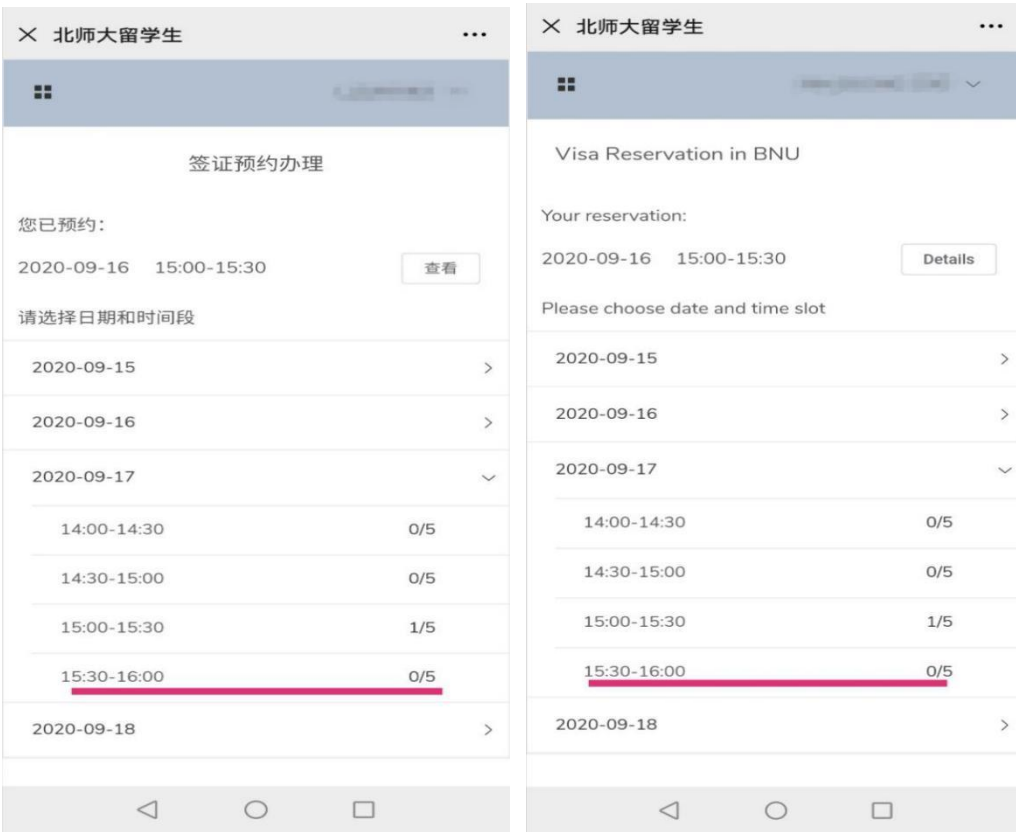 北师大留学生
签证预约办理
您已预约：
2020-09-16 15:00-15:30 查看
请选择日期和时间段
2020-09-15
2020-09-16
2020-09-17
14:00-14:30 0/5
14:30-15:00 0/5
15:00-15:30 1/5
15:30-16:00 0/5
2020-09-18
北师大留学生
Visa Reservation in BNU
Your reservation:
2020-09-16 15:00-15:30 Details
Please choose date and time slot
2020-09-15
2020-09-16
2020-09-17
14:00-14:30 0/5
14:30-15:00 0/5
15:00-15:30 1/5
15:30-16:00 0/5
2020-09-18